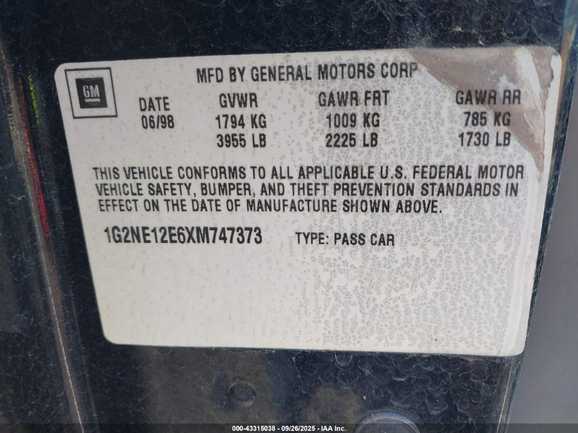 GM
MFD BY GENERAL MOTORS CORP
DATE GVWR GAWR FRT GAWR RR
06/98 1794 KG 1009 KG 785 KG
3955 LB 2225 LB 1730 LB
THIS VEHICLE CONFORMS TO ALL APPLICABLE U.S. FEDERAL MOTOR
VEHICLE SAFETY, BUMPER, AND THEFT PREVENTION STANDARDS IN
EFFECT ON THE DATE OF MANUFACTURE SHOWN ABOVE.
1G2NE12E6XM747373 TYPE: PASS CAR
000-43315038 09/26/2025 IAA Inc.